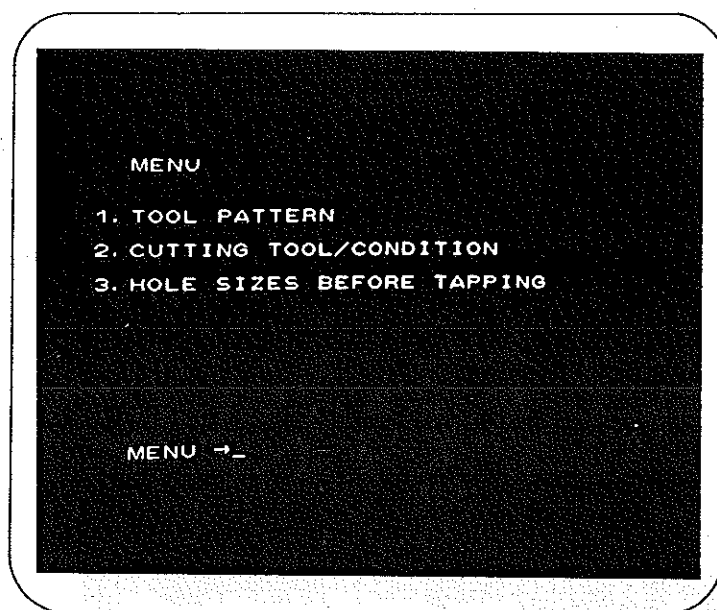 MENU
1. TOOL PATTERN
2. CUTTING TOOL/CONDITION
3. HOLE SIZES BEFORE TAPPING
MENU →_